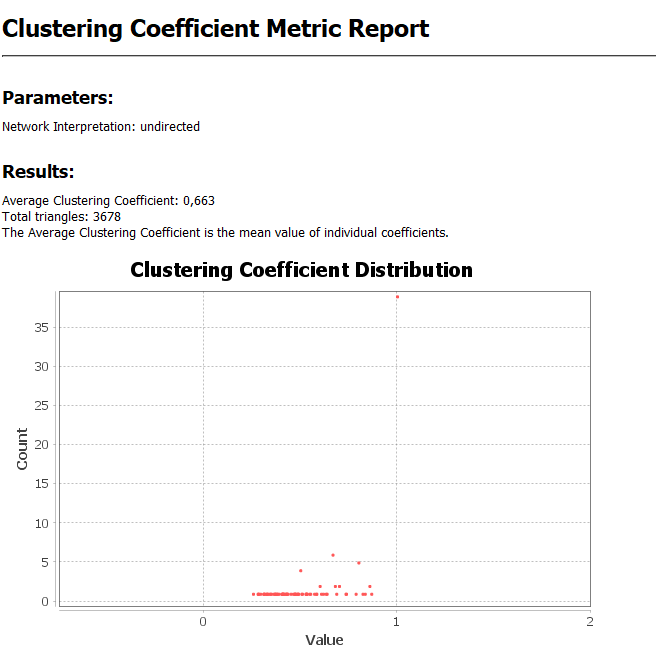 Clustering Coefficient Metric Report
Parameters:
Network Interpretation: undirected
Results:
Average Clustering Coefficient: 0,663
Total triangles: 3678
The Average Clustering Coefficient is the mean value of individual coefficients.
Clustering Coefficient Distribution
Count
35
30
25
20
15
10
5
0
0 1 2
Value